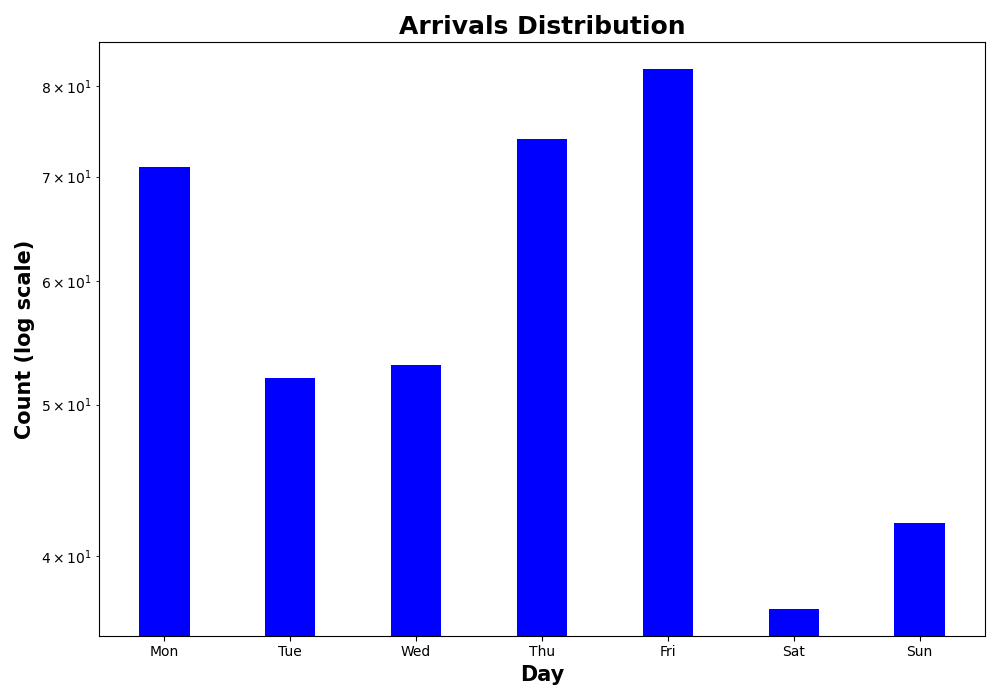 Arrivals Distribution
Count (log scale)
8 × 10¹
7 × 10¹
6 × 10¹
5 × 10¹
4 × 10¹
Mon Tue Wed Thu Fri Sat Sun
Day